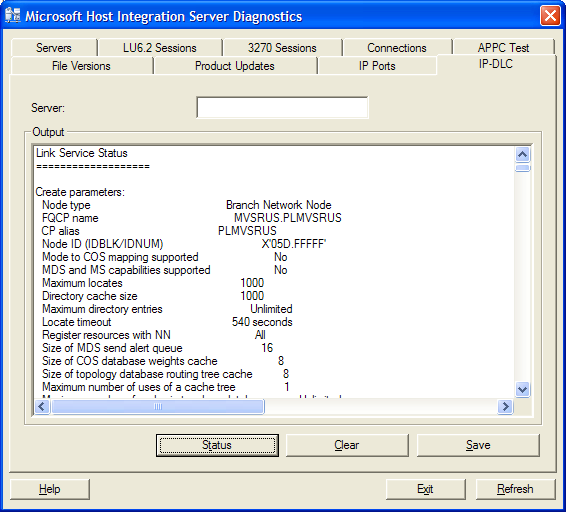 Microsoft Host Integration Server Diagnostics
Servers LU6.2 Sessions 3270 Sessions Connections APPC Test
File Versions Product Updates IP Ports IP-DLC
Server:
Output
Link Service Status
===================
Create parameters:
Node type Branch Network Node
FQCP name MVSRUS.PLMVSRUS
CP alias PLMVSRUS
Node ID (IDBLK/IDNUM) X'05D.FFFFF'
Mode to COS mapping supported No
MDS and MS capabilities supported No
Maximum locates 1000
Directory cache size 1000
Maximum directory entries Unlimited
Locate timeout 540 seconds
Register resources with NN All
Size of MDS send alert queue 16
Size of COS database weights cache 8
Size of topology database routing tree cache 8
Maximum number of uses of a cache tree 1
Status Clear Save
Help Exit Refresh